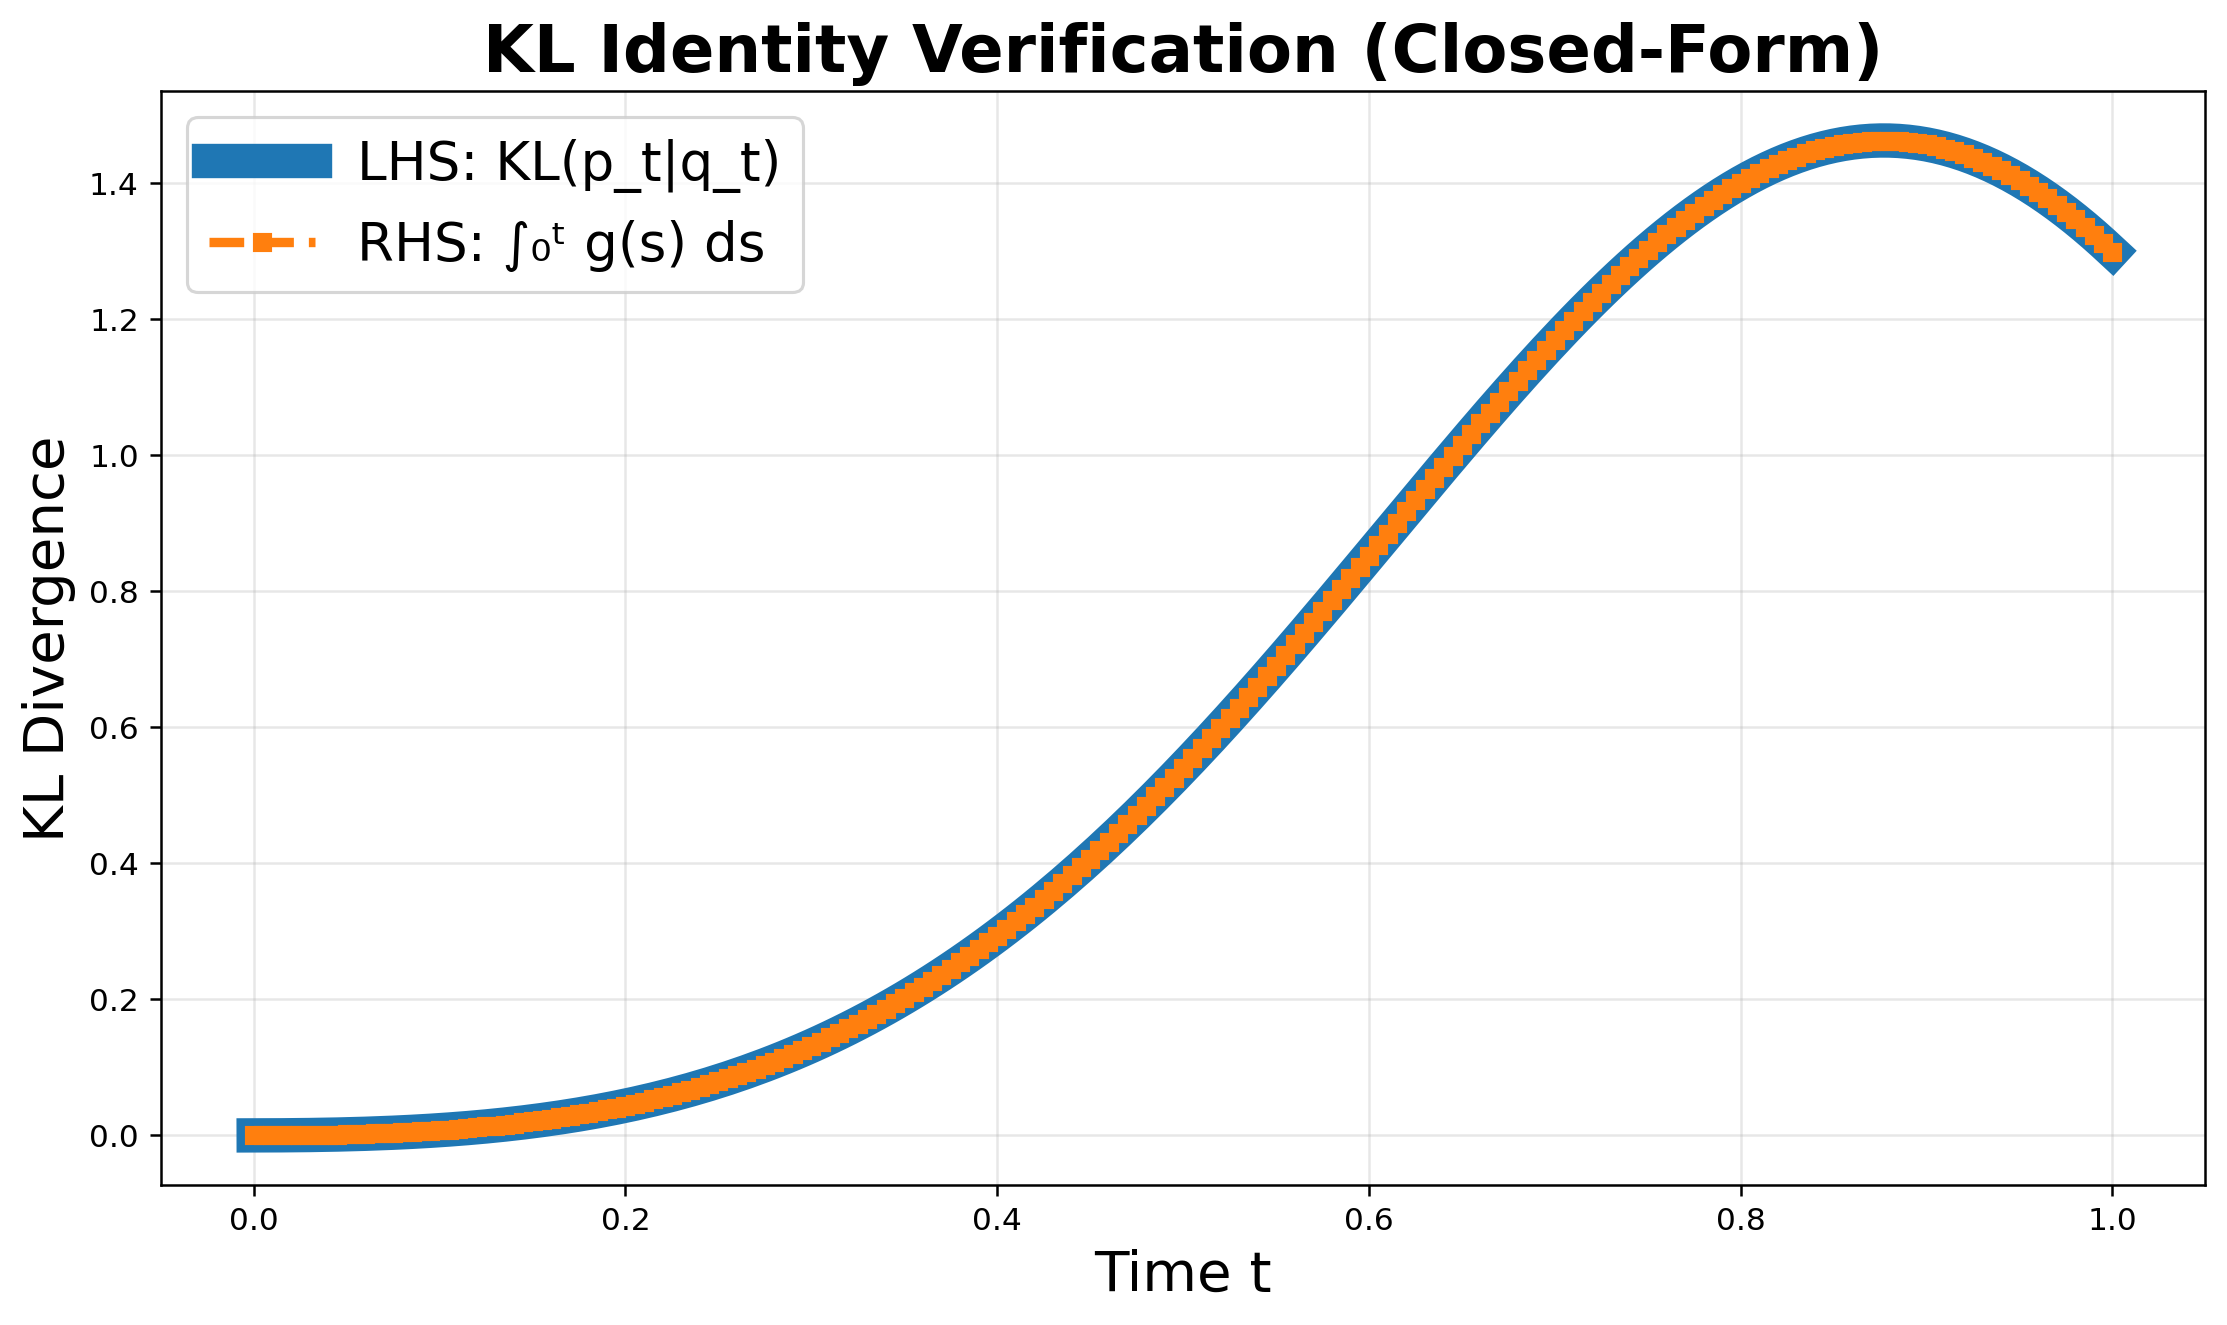 KL Identity Verification (Closed-Form)
LHS: KL(p_t|q_t)
RHS: ∫₀ᵗ g(s) ds
KL Divergence
1.4
1.2
1.0
0.8
0.6
0.4
0.2
0.0
0.0 0.2 0.4 0.6 0.8 1.0
Time t